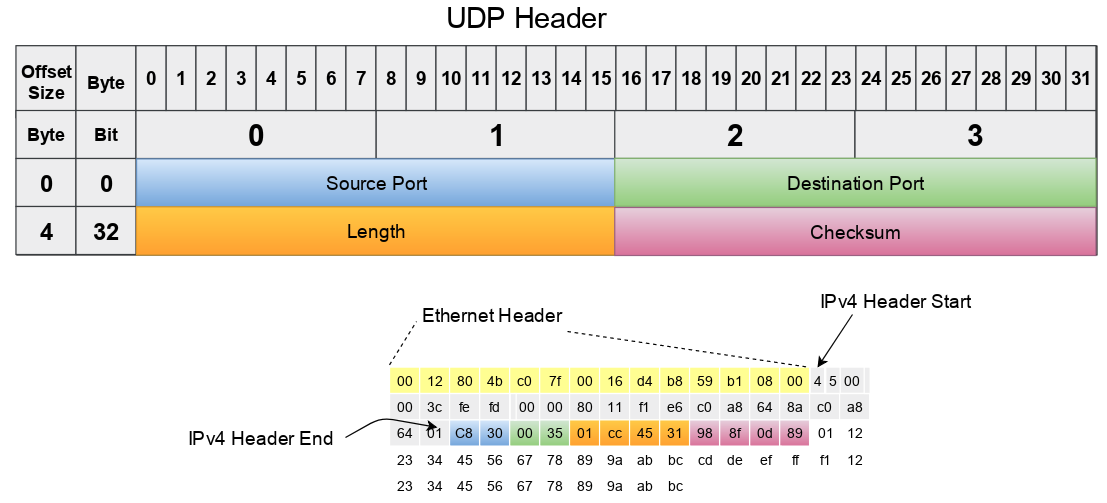 UDP Header
Offset Size Byte 0 1 2 3 4 5 6 7 8 9 10 11 12 13 14 15 16 17 18 19 20 21 22 23 24 25 26 27 28 29 30 31
Byte Bit 0 1 2 3
0 0 Source Port Destination Port
4 32 Length Checksum
IPv4 Header Start
Ethernet Header
00 12 80 4b c0 7f 00 16 d4 b8 59 b1 08 00 4 5 00
00 3c fe fd 00 00 80 11 f1 e6 c0 a8 64 8a c0 a8
IPv4 Header End 64 01 C8 30 00 35 01 cc 45 31 98 8f 0d 89 01 12
23 34 45 56 67 78 89 9a ab bc cd de ef ff f1 12
23 34 45 56 67 78 89 9a ab bc